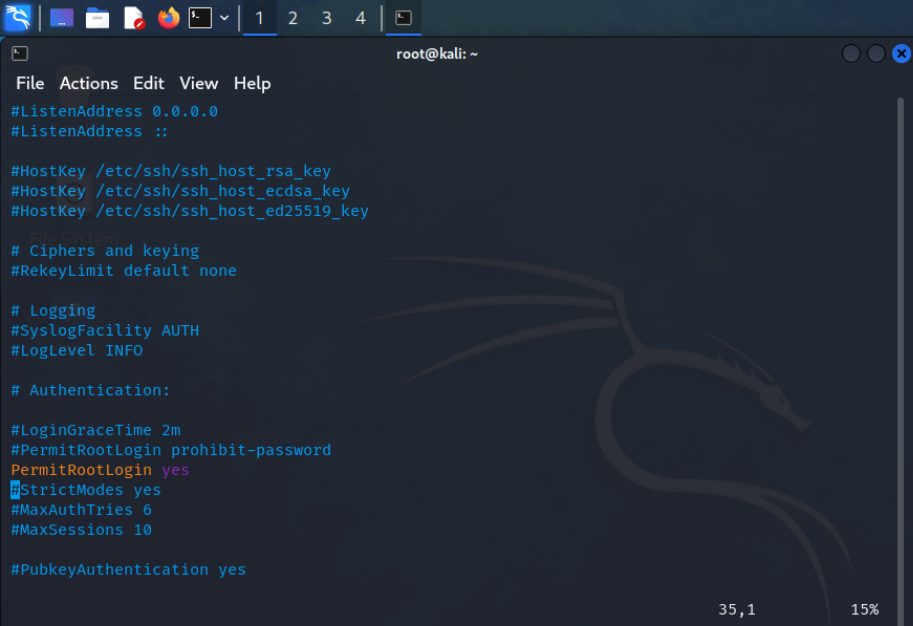 1 2 3 4
root@kali: ~
File Actions Edit View Help
#ListenAddress 0.0.0.0
#ListenAddress ::
#HostKey /etc/ssh/ssh_host_rsa_key
#HostKey /etc/ssh/ssh_host_ecdsa_key
#HostKey /etc/ssh/ssh_host_ed25519_key
File System
# Ciphers and keying
#RekeyLimit default none
# Logging
#SyslogFacility AUTH
#LogLevel INFO
# Authentication:
#LoginGraceTime 2m
#PermitRootLogin prohibit-password
PermitRootLogin yes
#StrictModes yes
#MaxAuthTries 6
#MaxSessions 10
#PubkeyAuthentication yes
35,1 15%